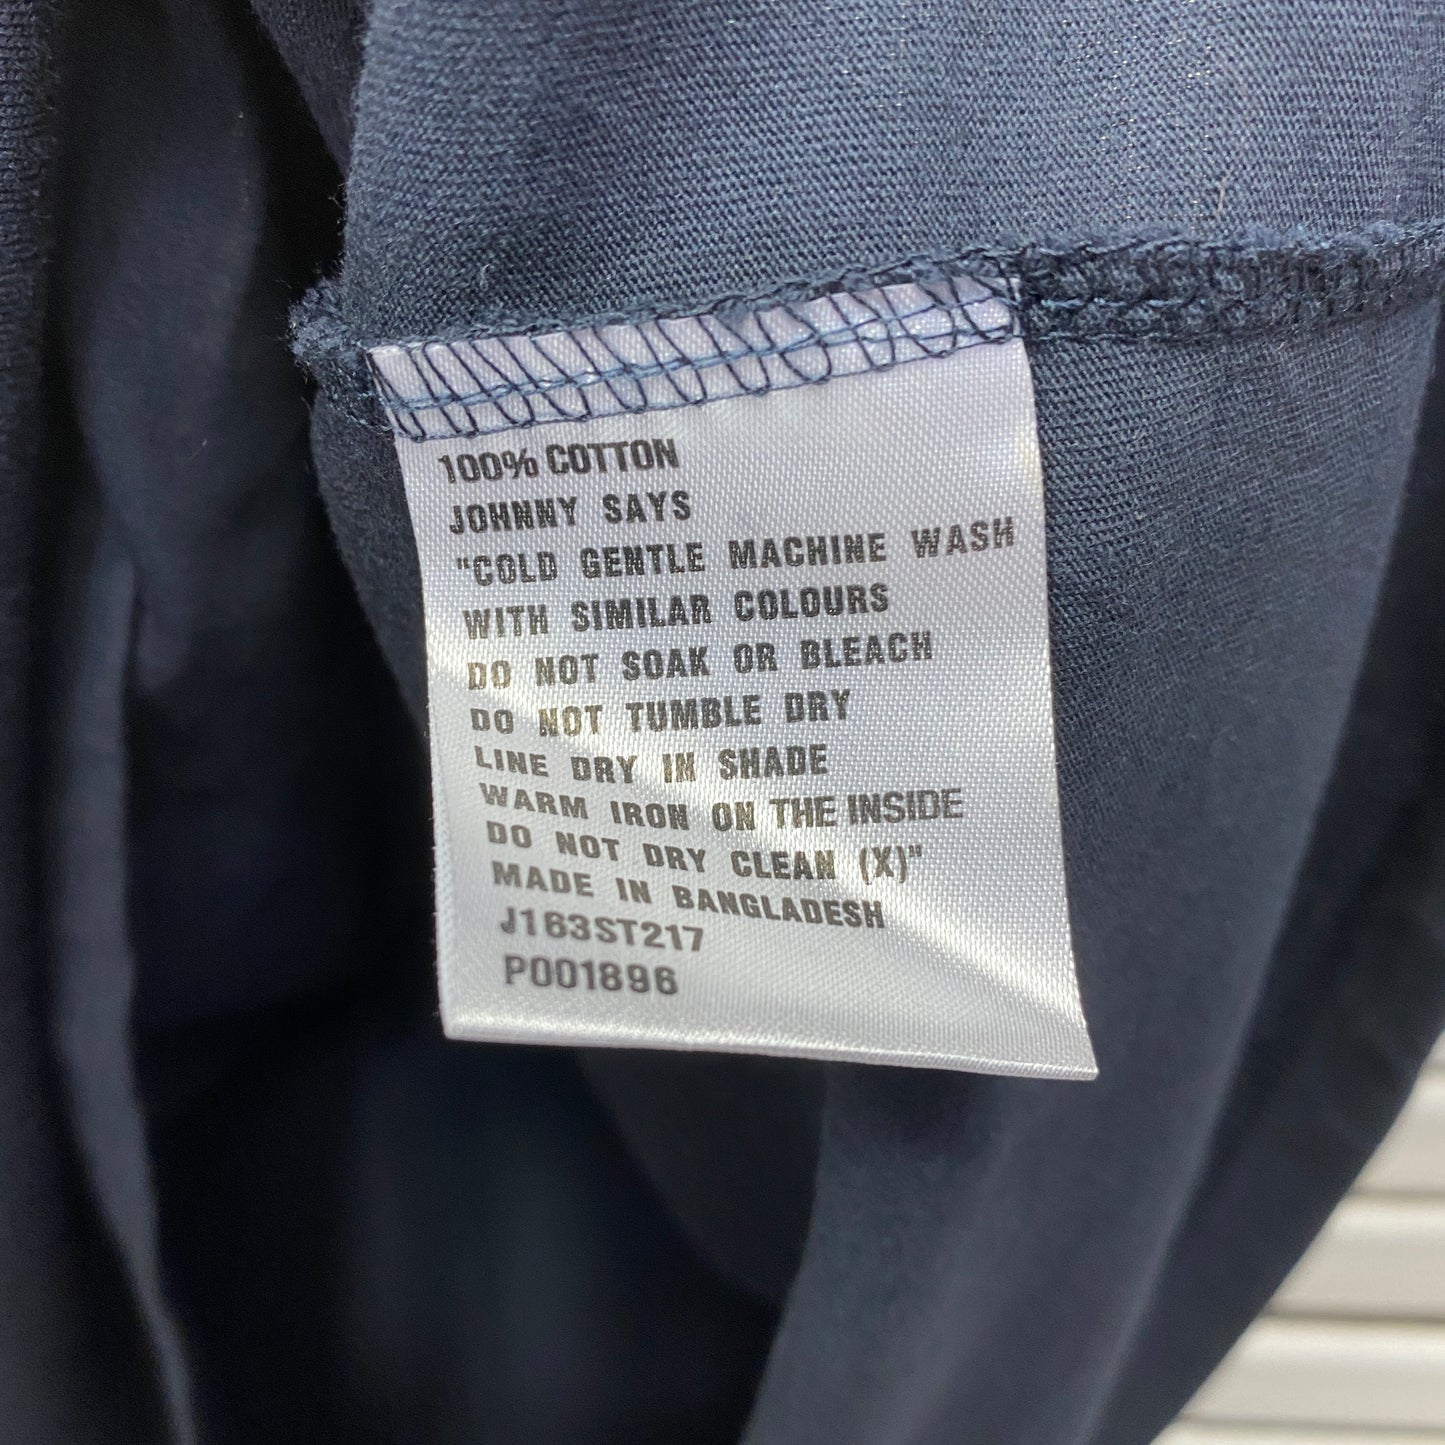 100% COTTON
JOHNNY SAYS
"COLD GENTLE MACHINE WASH
WITH SIMILAR COLOURS
DO NOT SOAK OR BLEACH
DO NOT TUMBLE DRY
LINE DRY IN SHADE
WARM IRON ON THE INSIDE
DO NOT DRY CLEAN (X)"
MADE IN BANGLADESH
J163ST217
P001896